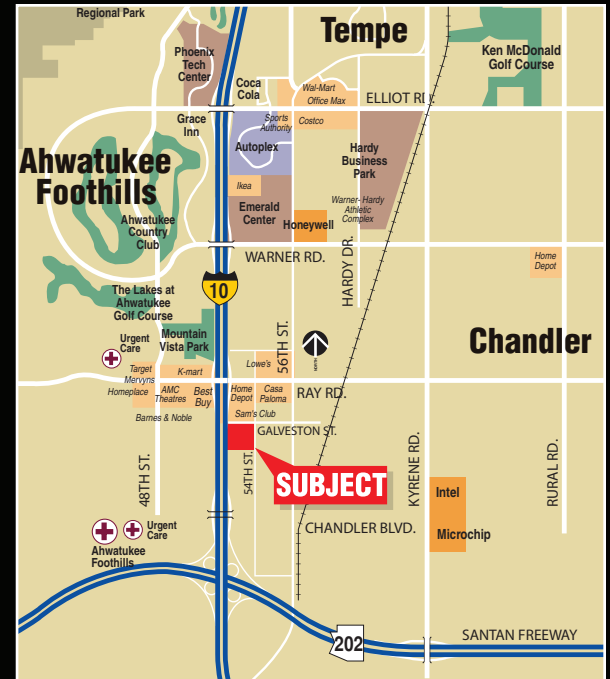 Regional Park
Tempe
Phoenix
Tech
Center
Ken McDonald
Golf Course
Coca
Cola
Wal-Mart
Office Max
ELLIOT RD.
Grace
Inn
Sports
Authority
Costco
Autoplex
Hardy
Business
Park
Ahwatukee
Foothills
Ikea
Emerald
Center
Honeywell
Warner- Hardy
Athletic
Complex
Ahwatukee
Country
Club
WARNER RD.
HARDY DR.
Home
Depot
10
The Lakes at
Ahwatukee
Golf Course
Urgent
Care
Mountain
Vista Park
56TH ST.
NORTH
Chandler
Lowe's
Target
Mervyns
K-mart
Homeplace
AMC
Theatres
Best
Buy
Home
Depot
Casa
Paloma
RAY RD.
Barnes & Noble
Sam's Club
GALVESTON ST.
48TH ST.
54TH ST.
SUBJECT
KYRENE RD.
RURAL RD.
Intel
Microchip
Urgent
Care
Ahwatukee
Foothills
CHANDLER BLVD.
202
SANTAN FREEWAY